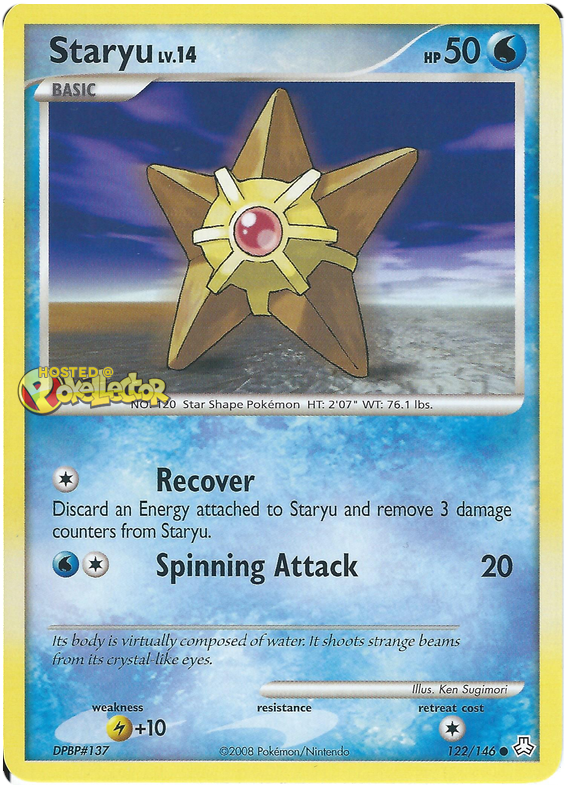 Staryu LV.14
HP 50
BASIC
HOSTED @
Pokellector
NO. 120 Star Shape Pokémon HT: 2'07" WT: 76.1 lbs.
Recover
Discard an Energy attached to Staryu and remove 3 damage
counters from Staryu.
Spinning Attack 20
Its body is virtually composed of water. It shoots strange beams
from its crystal-like eyes.
Illus. Ken Sugimori
weakness resistance retreat cost
+10
DPBP#137 ©2008 Pokémon/Nintendo 122/146